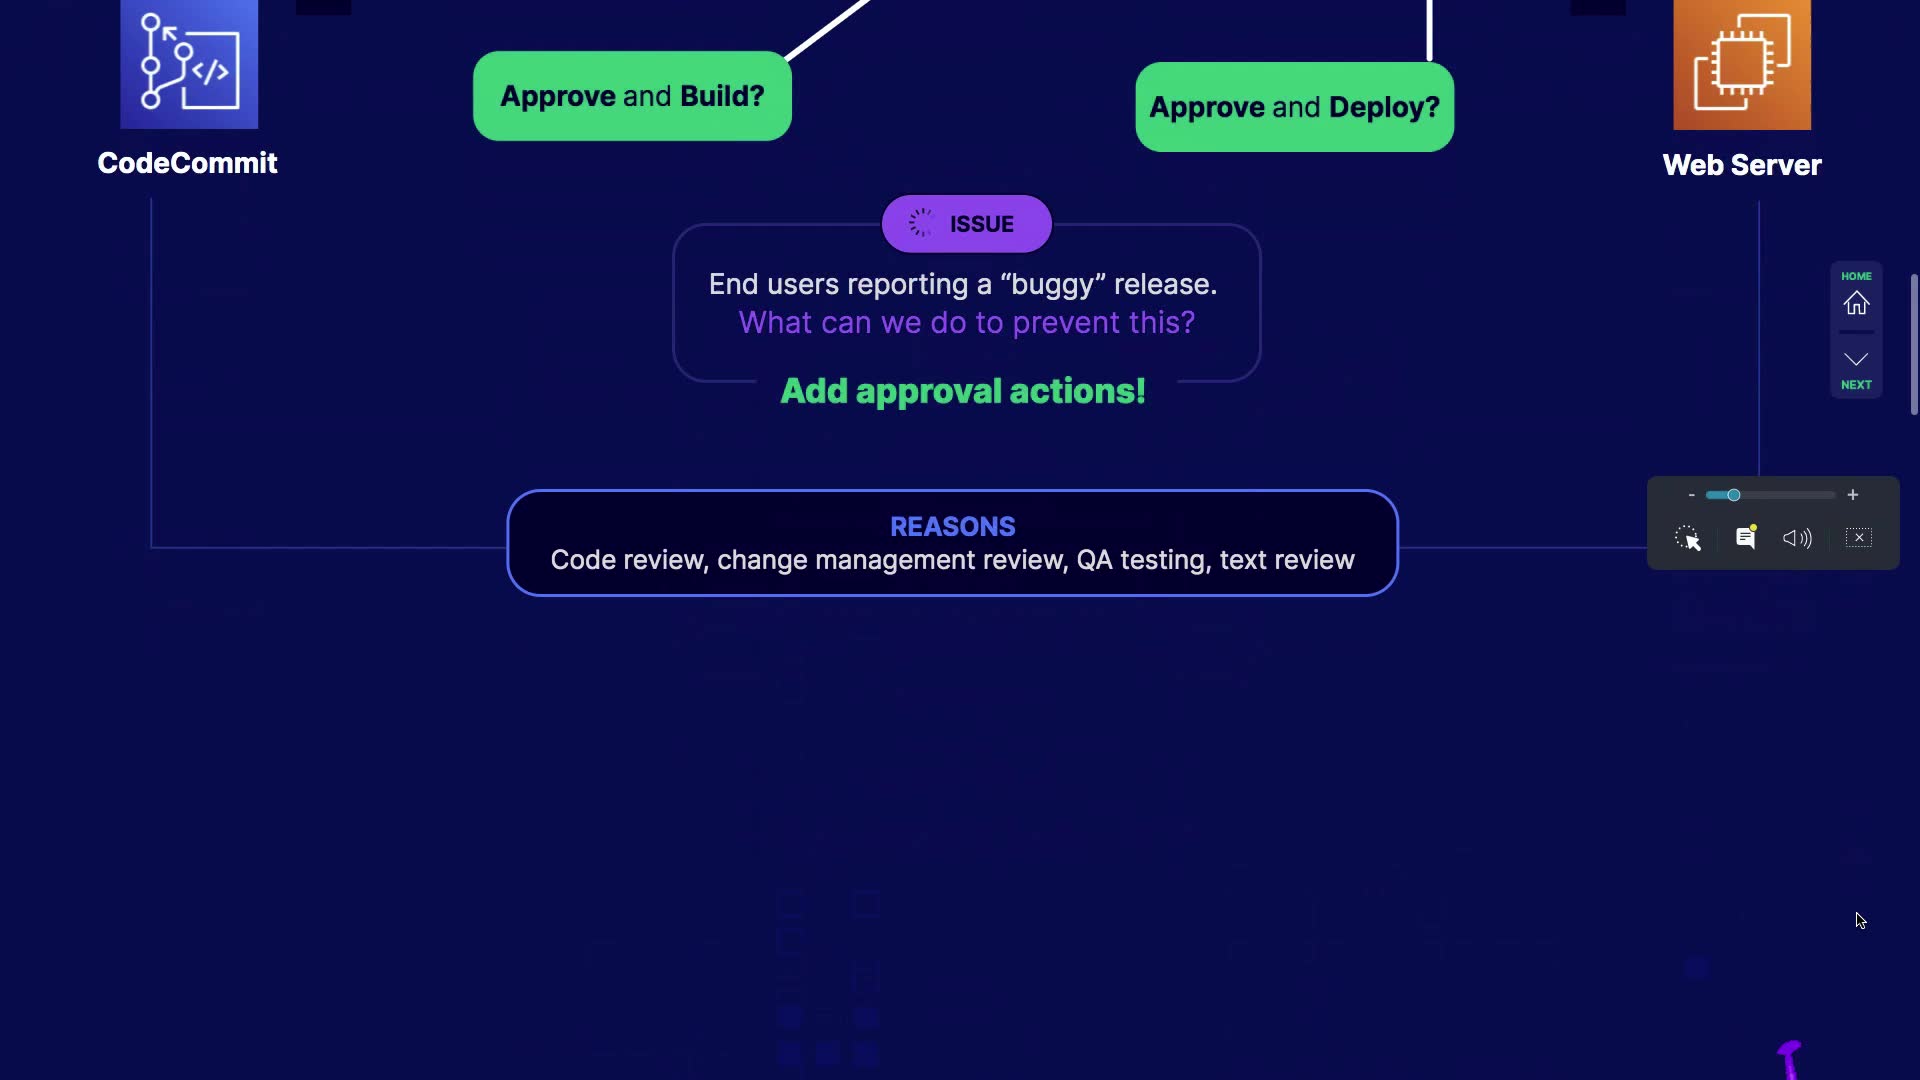 </>
Approve and Build?
Approve and Deploy?
CodeCommit
Web Server
ISSUE
End users reporting a “buggy” release.
What can we do to prevent this?
Add approval actions!
HOME
NEXT
- +
REASONS
Code review, change management review, QA testing, text review